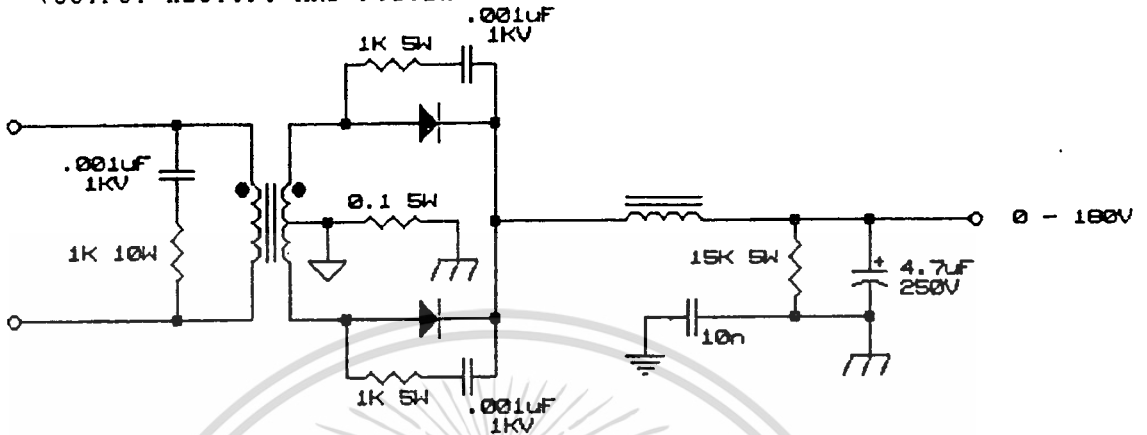 .001uF
1KV
1K 5W
.001uF
1KV
0.1 5W
1K 10W
0 - 180V
15K 5W
4.7uF
250V
10n
1K 5W
.001uF
1KV